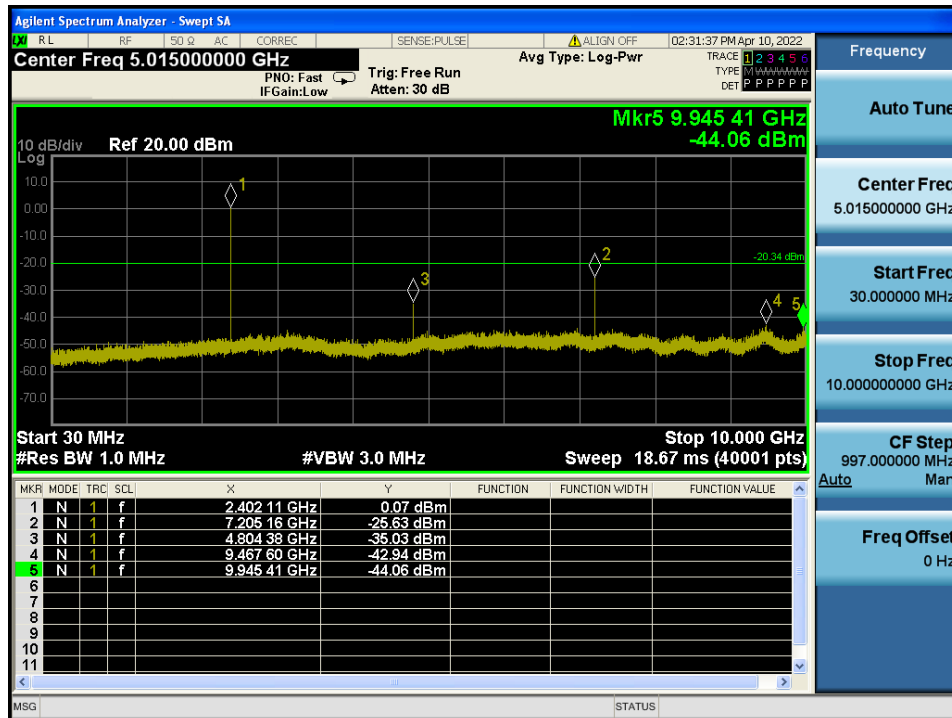 Agilent Spectrum Analyzer - Swept SA
LXI RL RF 50 Ω AC CORREC SENSE:PULSE ALIGN OFF 02:31:37 PM Apr 10, 2022
Center Freq 5.015000000 GHz
PNO: Fast
IFGain:Low
Trig: Free Run
Atten: 30 dB
Avg Type: Log-Pwr
TRACE 1 2 3 4 5 6
TYPE M W W W W W
DET P P P P P P
Mkr5 9.945 41 GHz
-44.06 dBm
10 dB/div Ref 20.00 dBm
Log
10.0
0.00
-10.0
-20.0
-30.0
-40.0
-50.0
-60.0
-70.0
1
2
3
4
5
-20.34 dBm
Start 30 MHz Stop 10.000 GHz
#Res BW 1.0 MHz #VBW 3.0 MHz Sweep 18.67 ms (40001 pts)
MKR MODE TRC SCL X Y FUNCTION FUNCTION WIDTH FUNCTION VALUE
1 N 1 f 2.402 11 GHz 0.07 dBm
2 N 1 f 7.205 16 GHz -25.63 dBm
3 N 1 f 4.804 38 GHz -35.03 dBm
4 N 1 f 9.467 60 GHz -42.94 dBm
5 N 1 f 9.945 41 GHz -44.06 dBm
6
7
8
9
10
11
MSG STATUS
Frequency
Auto Tune
Center Freq
5.015000000 GHz
Start Freq
30.000000 MHz
Stop Freq
10.000000000 GHz
CF Step
997.000000 MHz
Auto Man
Freq Offset
0 Hz